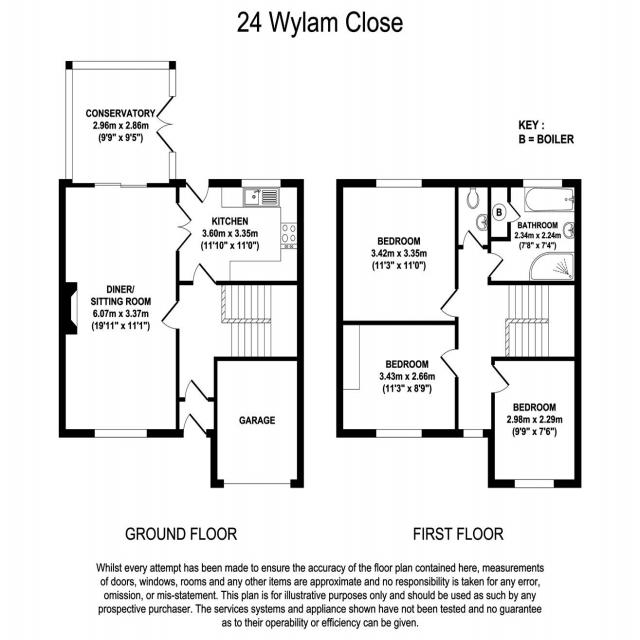 24 Wylam Close
CONSERVATORY
2.96m x 2.86m
(9'9" x 9'5")
KEY :
B = BOILER
KITCHEN
3.60m x 3.35m
(11'10" x 11'0")
DINER/
SITTING ROOM
6.07m x 3.37m
(19'11" x 11'1")
GARAGE
B
BATHROOM
2.34m x 2.24m
(7'8" x 7'4")
BEDROOM
3.42m x 3.35m
(11'3" x 11'0")
BEDROOM
3.43m x 2.66m
(11'3" x 8'9")
BEDROOM
2.98m x 2.29m
(9'9" x 7'6")
GROUND FLOOR
FIRST FLOOR
Whilst every attempt has been made to ensure the accuracy of the floor plan contained here, measurements
of doors, windows, rooms and any other items are approximate and no responsibility is taken for any error,
omission, or mis-statement. This plan is for illustrative purposes only and should be used as such by any
prospective purchaser. The services systems and appliance shown have not been tested and no guarantee
as to their operability or efficiency can be given.